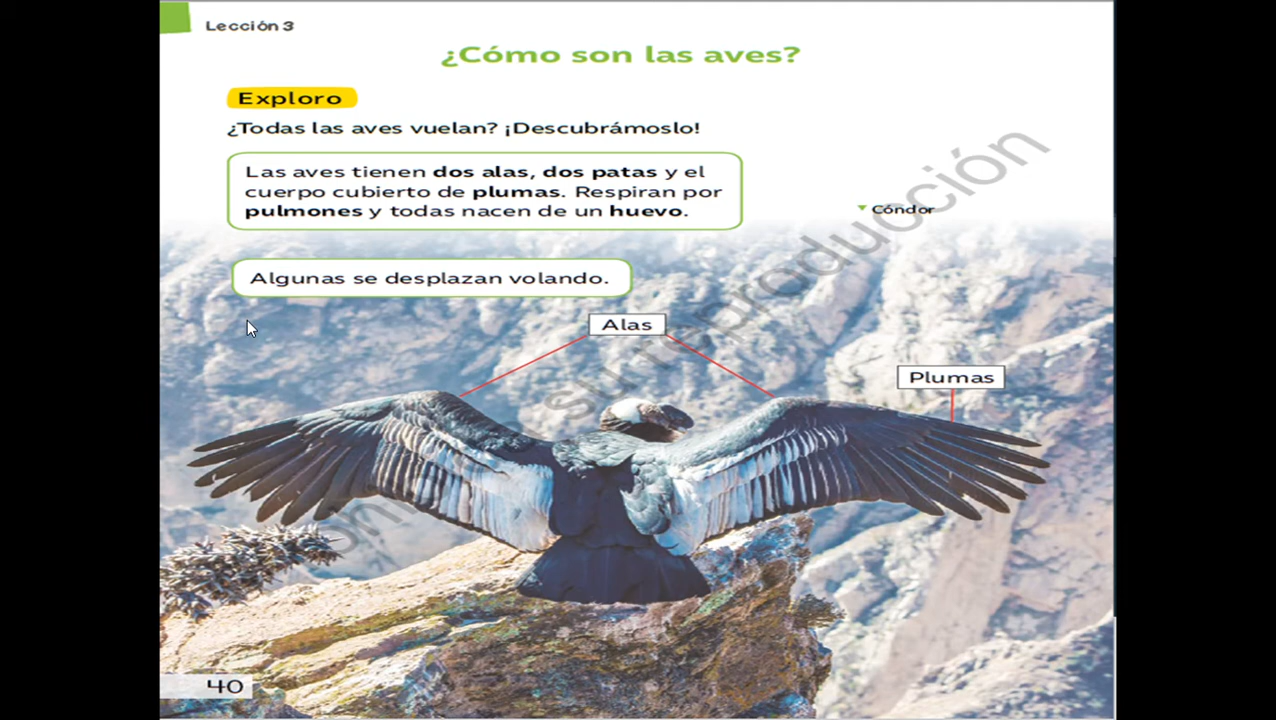 Lección 3
¿Cómo son las aves?
Exploro
¿Todas las aves vuelan? ¡Descubrámoslo!
Las aves tienen dos alas, dos patas y el
cuerpo cubierto de plumas. Respiran por
pulmones y todas nacen de un huevo.
Cóndor
Algunas se desplazan volando.
Alas
Plumas
40